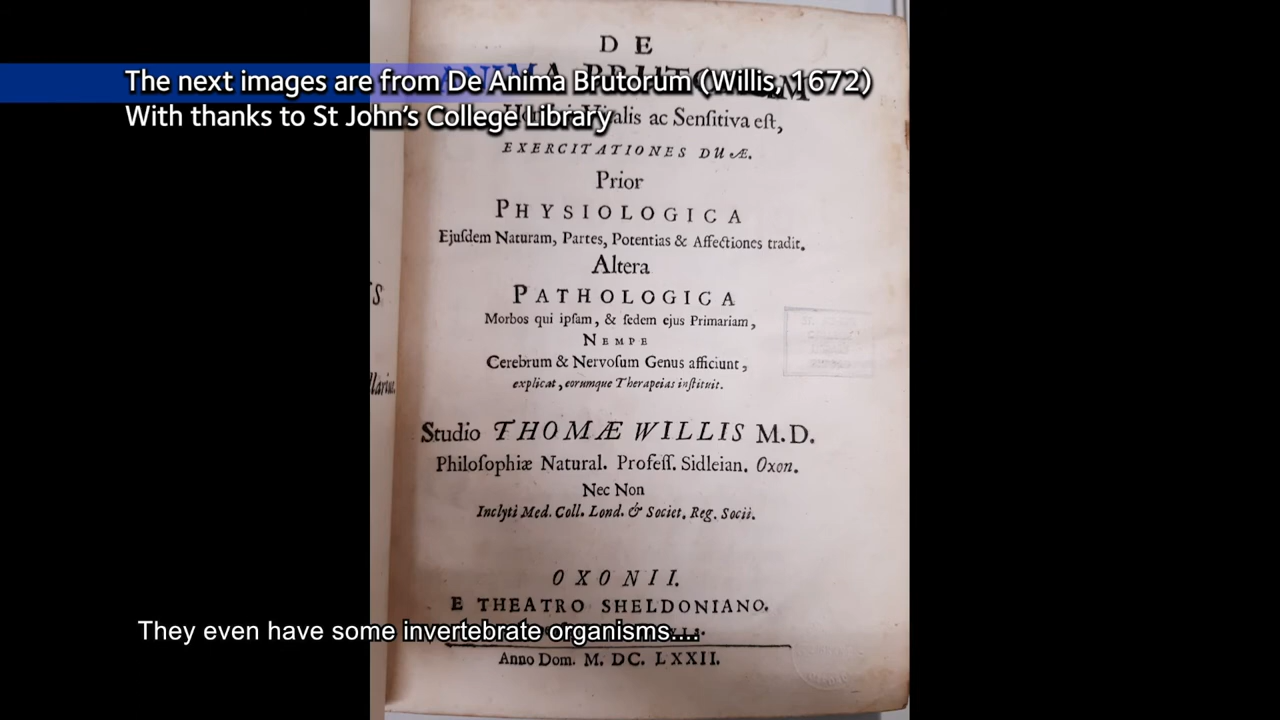 The next images are from De Anima Brutorum (Willis, 1672)
With thanks to St John's College Library
DE
ANIMA BRUTORUM
Vitalis ac Senſitiva eſt,
EXERCITATIONES DUÆ.
Prior
PHYSIOLOGICA
Ejuſdem Naturam, Partes, Potentias & Affectiones tradit.
Altera
PATHOLOGICA
Morbos qui ipſam, & ſedem ejus Primariam,
NEMPE
Cerebrum & Nervoſum Genus afficiunt,
explicat, eorumque Therapeias inſtituit.
Studio THOMÆ WILLIS M.D.
Philoſophiæ Natural. Profeſſ. Sidleian. Oxon.
Nec Non
Inclyti Med. Coll. Lond. & Societ. Reg. Socii.
OXONII.
E THEATRO SHELDONIANO.
They even have some invertebrate organisms....
Anno Dom. M. DC. LXXII.